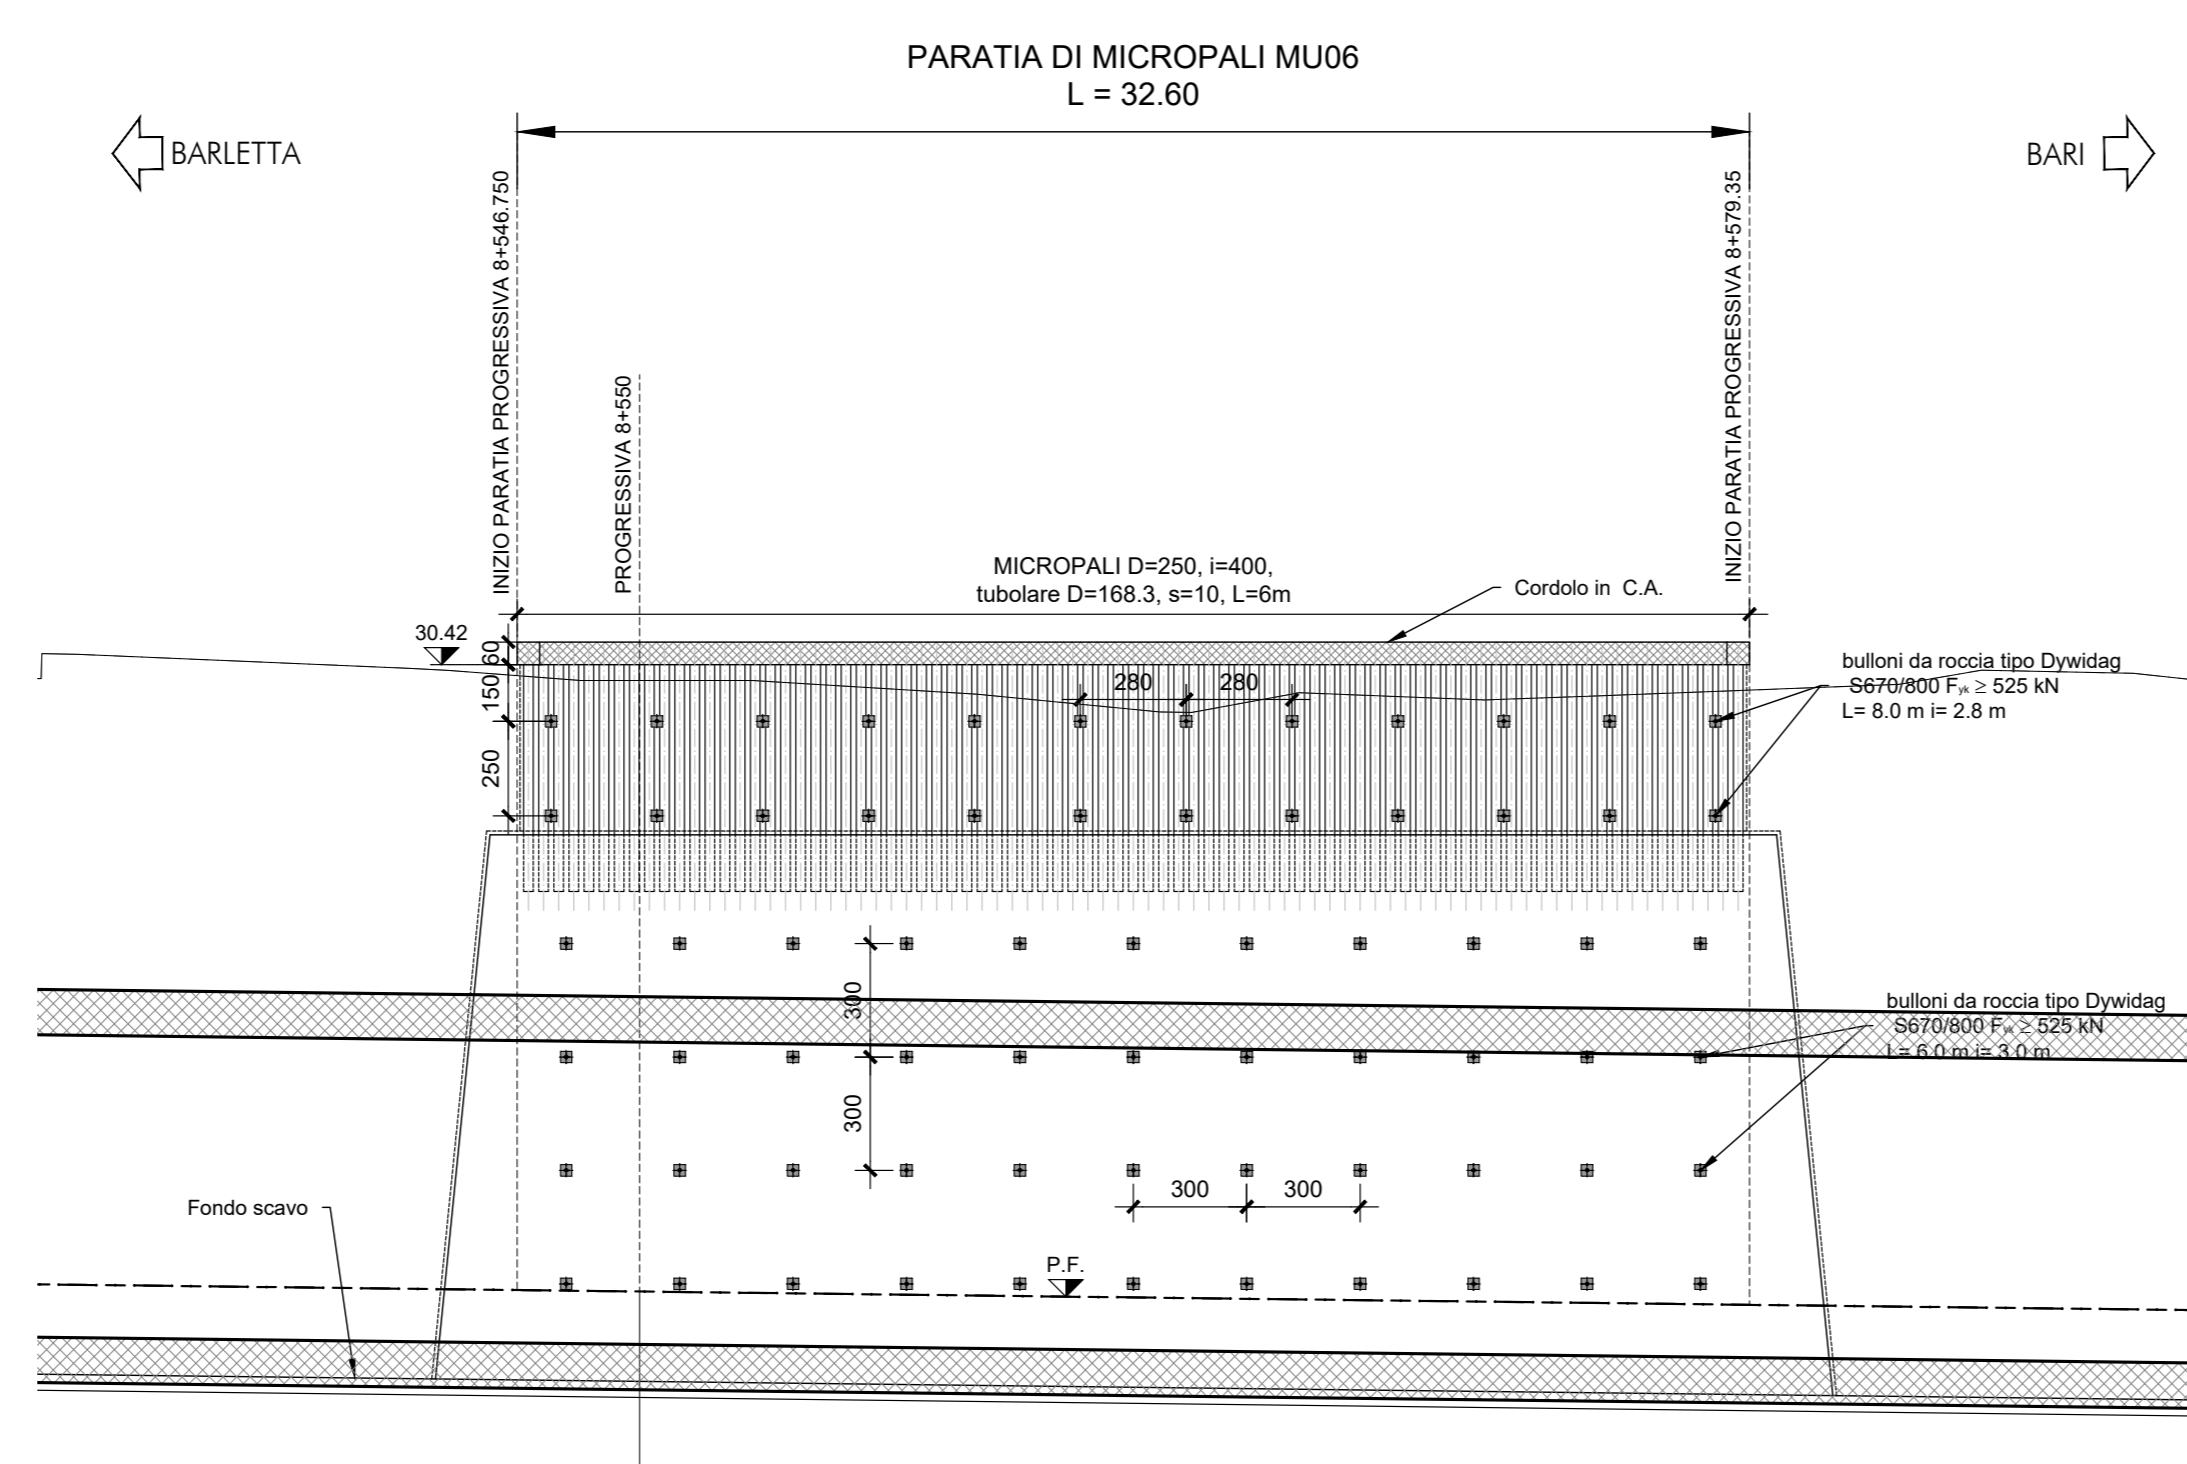 PARATIA DI MICROPALI MU06
L = 32.60
BARLETTA
BARI
INIZIO PARATIA PROGRESSIVA 8+546.750
PROGRESSIVA 8+550
INIZIO PARATIA PROGRESSIVA 8+579.35
MICROPALI D=250, i=400,
tubolare D=168.3, s=10, L=6m
Cordolo in C.A.
30.42
60
150
250
280
280
bulloni da roccia tipo Dywidag
S670/800 Fyk ≥ 525 kN
L= 8.0 m i= 2.8 m
300
300
bulloni da roccia tipo Dywidag
S670/800 Fyk ≥ 525 kN
L= 6.0 m i= 3.0 m
300
300
Fondo scavo
P.F.